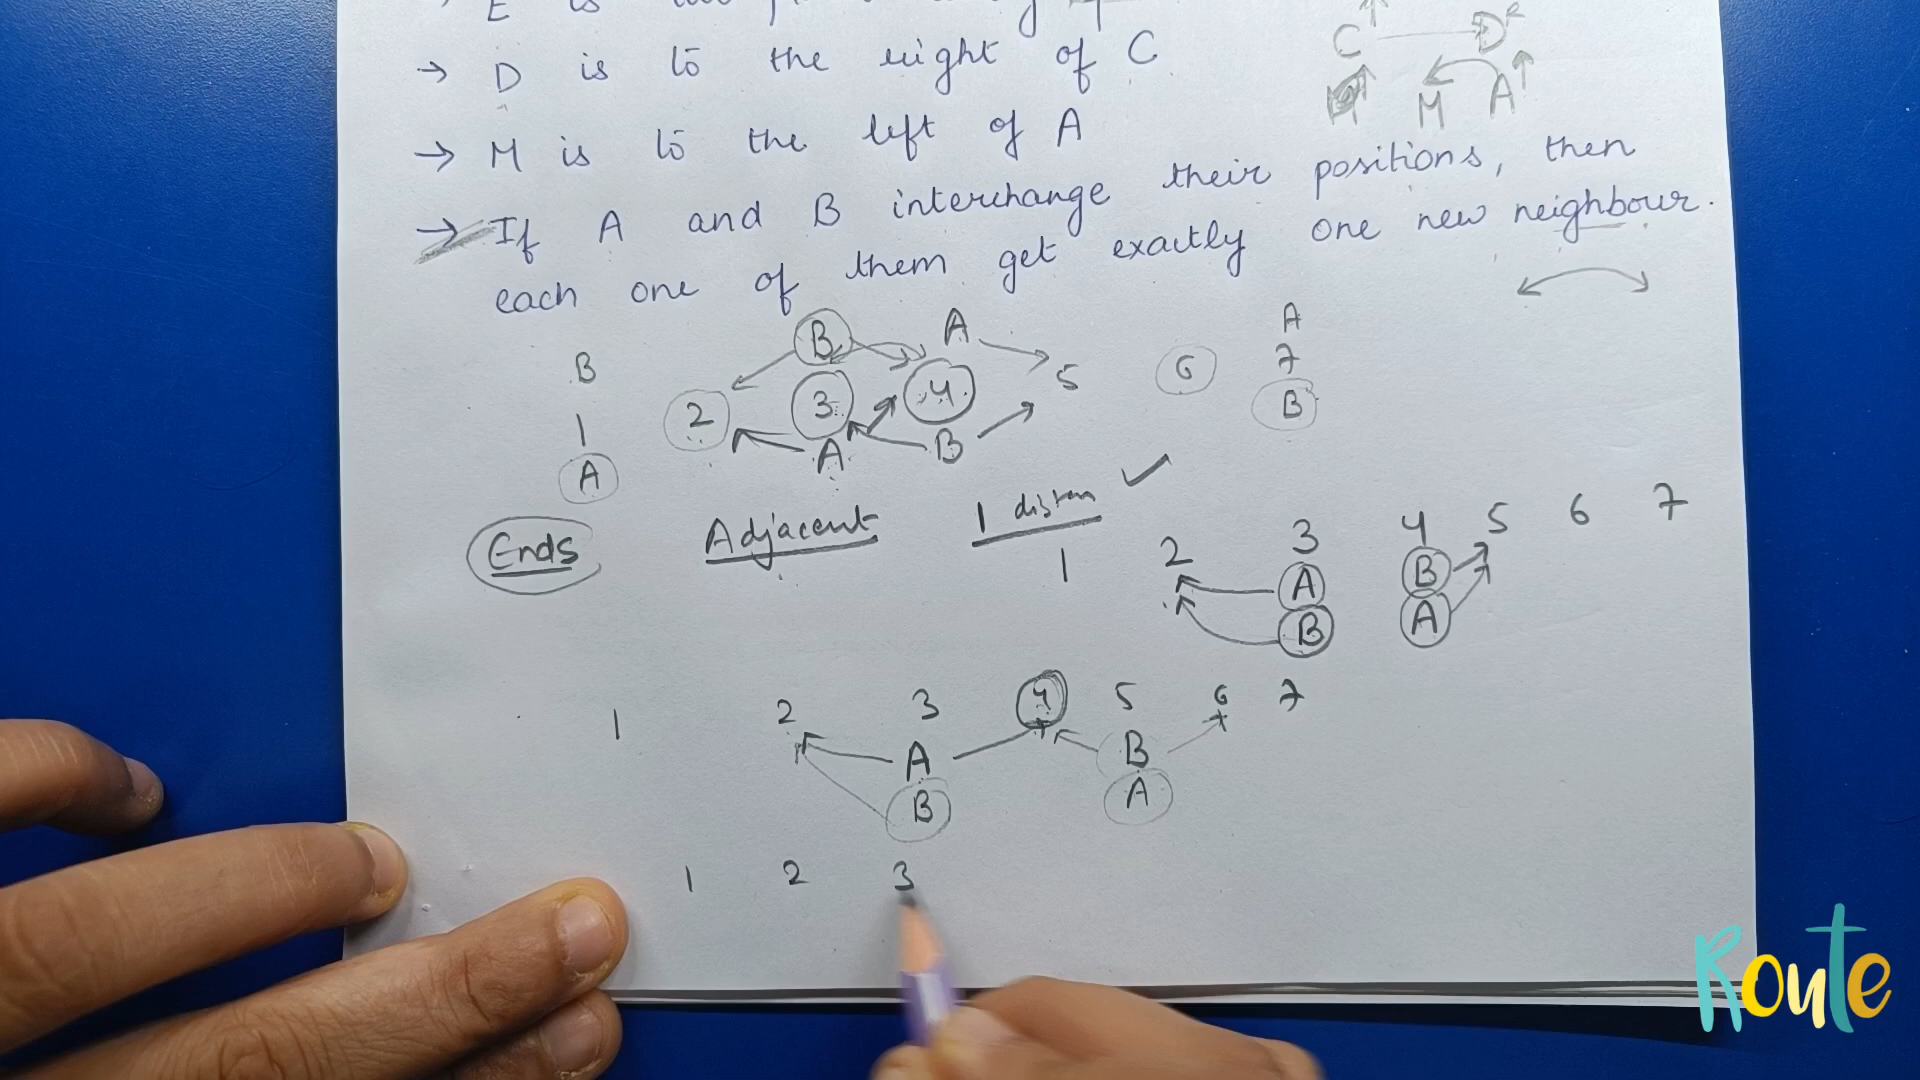 E is
→ D is to the right of C
C → D
→ M is to the left of A
M A
→ If A and B interchange their positions, then
each one of them get exactly one new neighbour.
B B A A
1 2 3 4 5 6 7
A A B B
Ends Adjacent 1 distan ✓
1 2 3 4 5 6 7
A B
B A
1 2 3 4 5 6 7
A B
B A
1 2 3
Route